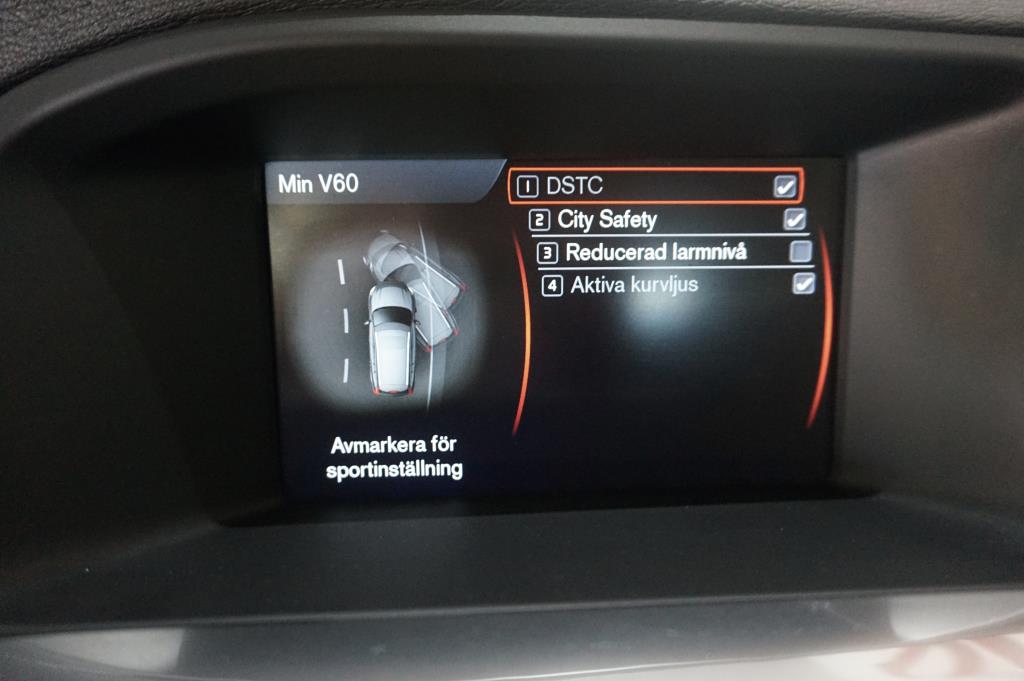 Min V60
1 DSTC
2 City Safety
3 Reducerad larmnivå
4 Aktiva kurvljus
Avmarkera för
sportinställning